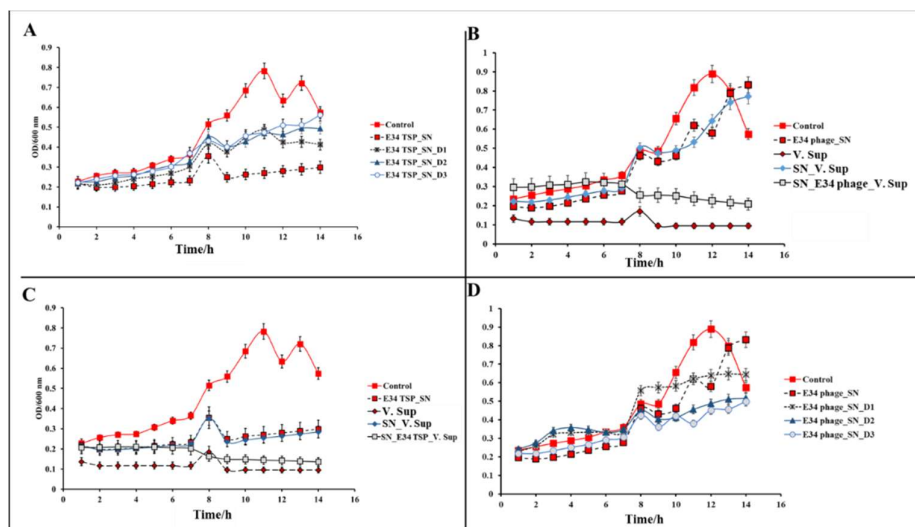 A
0.9
0.8
0.7
0.6
0.5
0.4
0.3
0.2
0.1
0
OD/600 nm
0 2 4 6 8 10 12 14 16
Time/h
Control
E34 TSP_SN
E34 TSP_SN_D1
E34 TSP_SN_D2
E34 TSP_SN_D3
B
1
0.9
0.8
0.7
0.6
0.5
0.4
0.3
0.2
0.1
0
0 2 4 6 8 10 12 14 16
Time/h
Control
E34 phage_SN
V. Sup
SN_V. Sup
SN_E34 phage_V. Sup
C
0.9
0.8
0.7
0.6
0.5
0.4
0.3
0.2
0.1
0
OD/600 nm
0 2 4 6 8 10 12 14 16
Time/h
Control
E34 TSP_SN
V. Sup
SN_V. Sup
SN_E34 TSP_V. Sup
D
1
0.9
0.8
0.7
0.6
0.5
0.4
0.3
0.2
0.1
0
0 2 4 6 8 10 12 14 16
Time/h
Control
E34 phage_SN
E34 phage_SN_D1
E34 phage_SN_D2
E34 phage_SN_D3